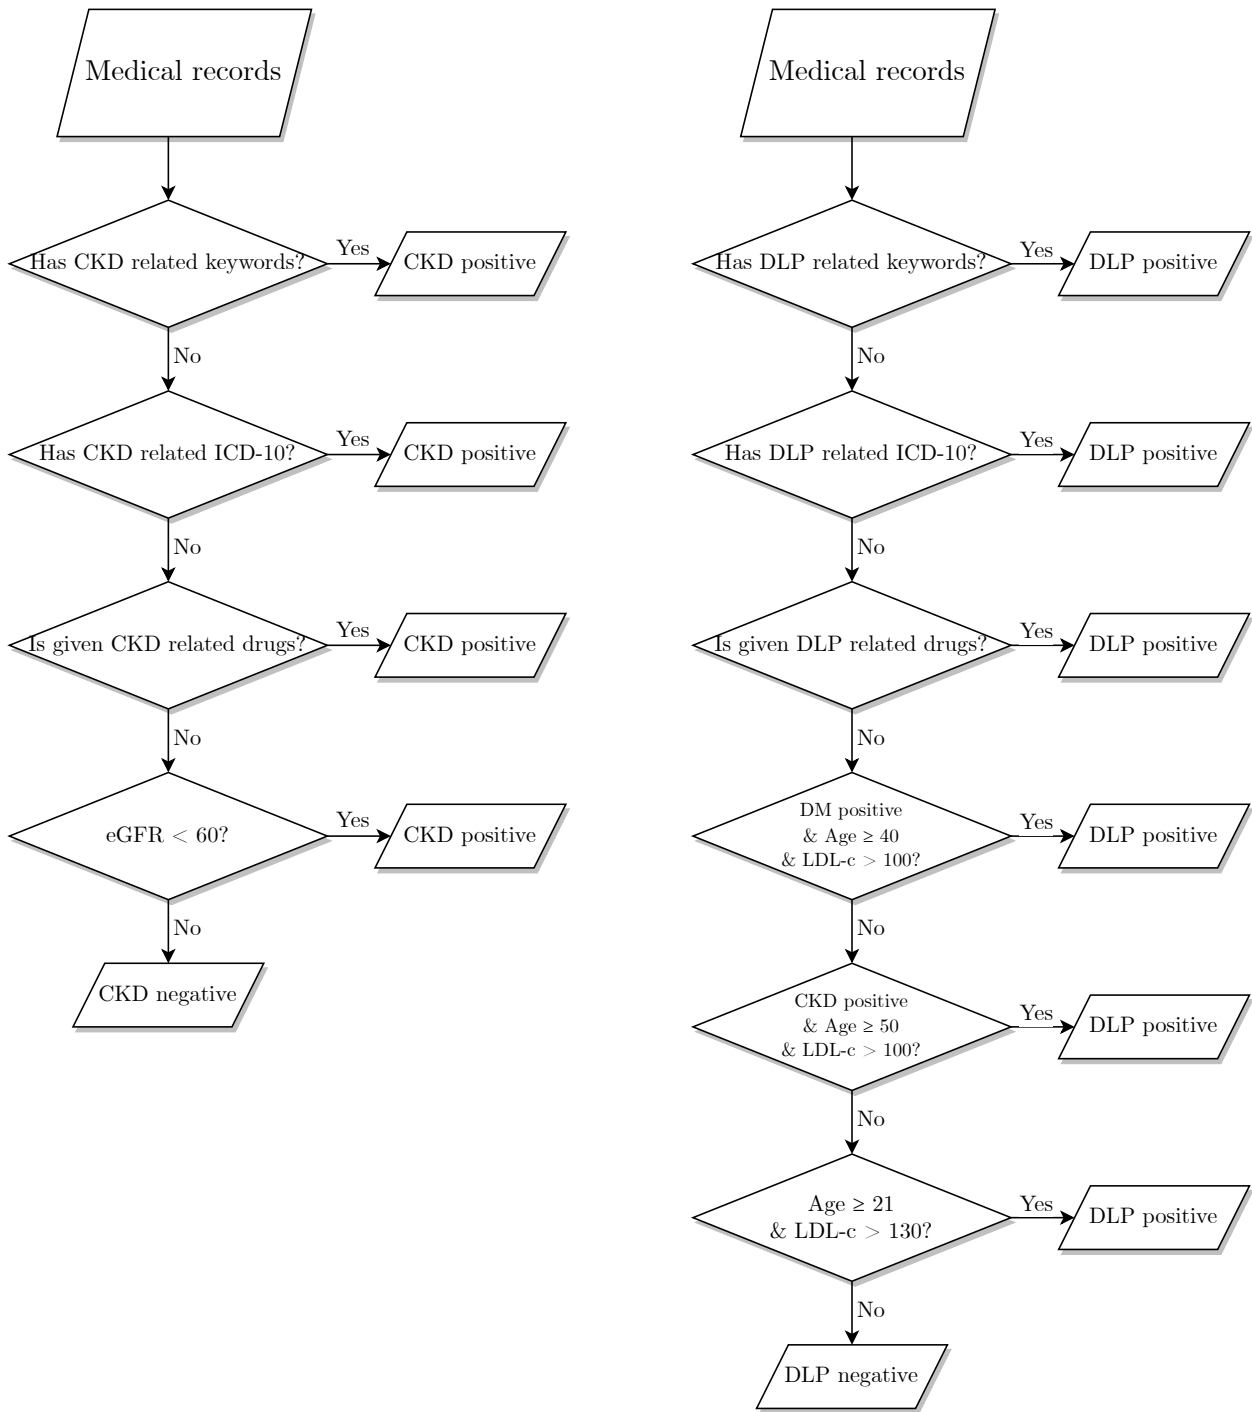 Medical records
Has CKD related keywords?
Yes
CKD positive
No
Has CKD related ICD-10?
Yes
CKD positive
No
Is given CKD related drugs?
Yes
CKD positive
No
eGFR < 60?
Yes
CKD positive
No
CKD negative
Medical records
Has DLP related keywords?
Yes
DLP positive
No
Has DLP related ICD-10?
Yes
DLP positive
No
Is given DLP related drugs?
Yes
DLP positive
No
DM positive
& Age ≥ 40
& LDL-c > 100?
Yes
DLP positive
No
CKD positive
& Age ≥ 50
& LDL-c > 100?
Yes
DLP positive
No
Age ≥ 21
& LDL-c > 130?
Yes
DLP positive
No
DLP negative